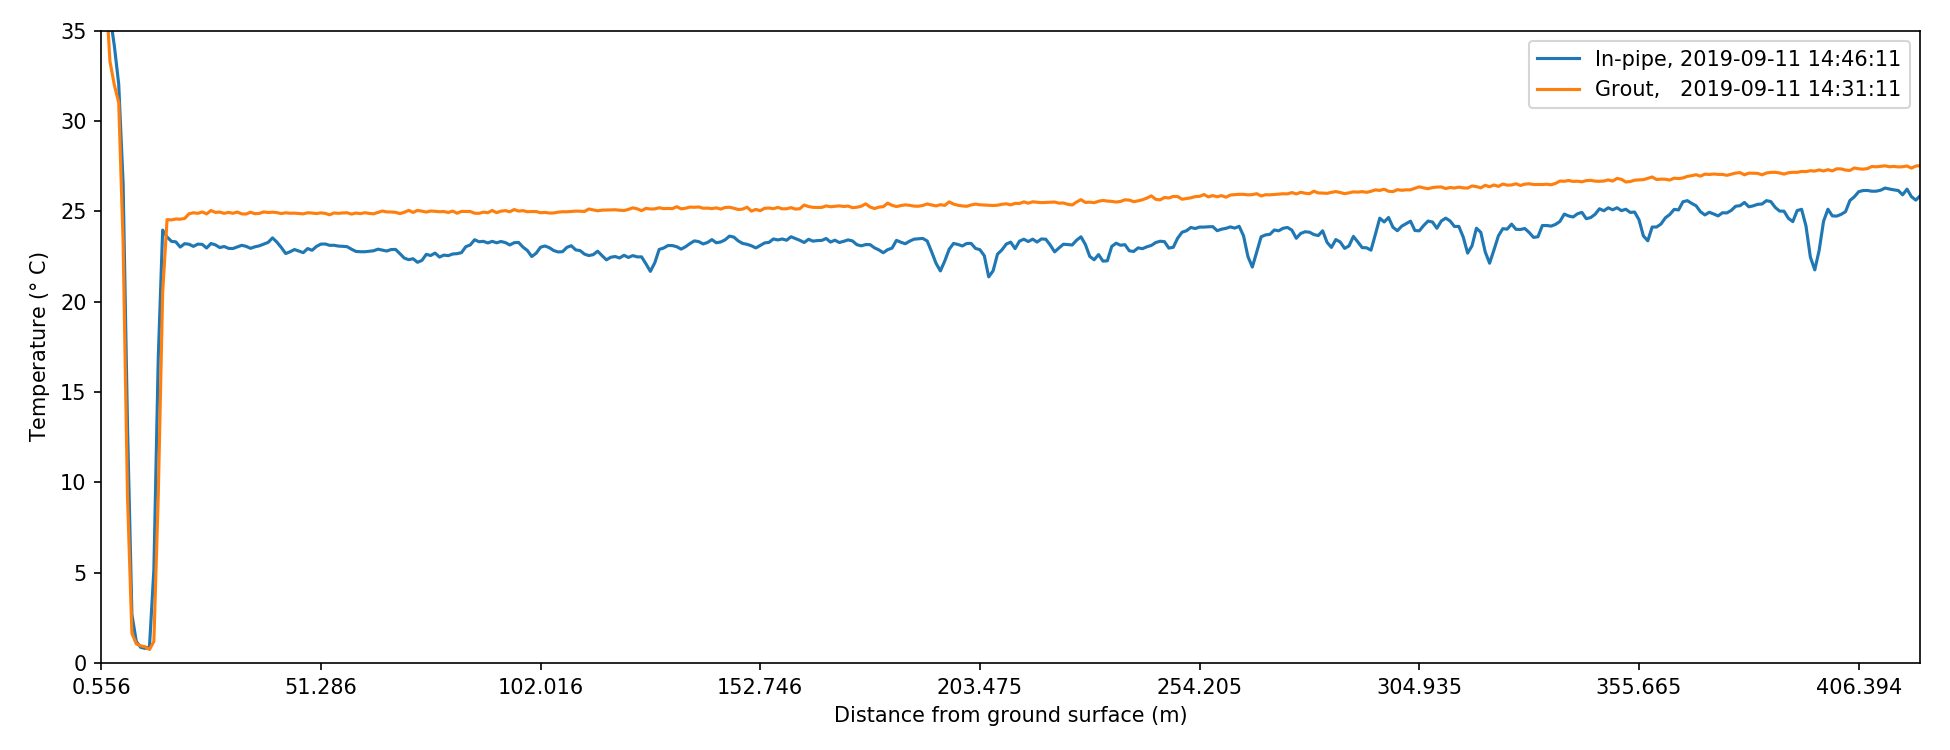 In-pipe, 2019-09-11 14:46:11
Grout, 2019-09-11 14:31:11
Temperature (° C)
35
30
25
20
15
10
5
0
0.556 51.286 102.016 152.746 203.475 254.205 304.935 355.665 406.394
Distance from ground surface (m)